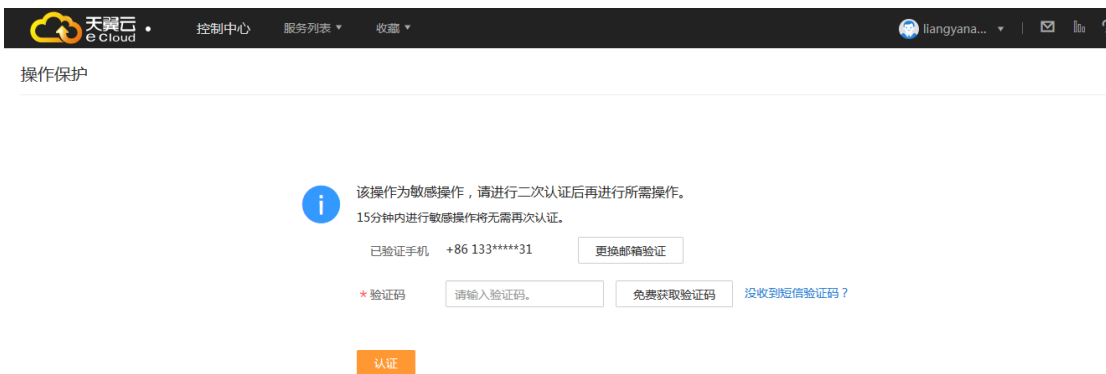 天翼云
e Cloud
控制中心 服务列表 收藏 liangyana...
操作保护
该操作为敏感操作，请进行二次认证后再进行所需操作。
15分钟内进行敏感操作将无需再次认证。
已验证手机 +86 133*****31 更换邮箱验证
* 验证码 请输入验证码。 免费获取验证码 没收到短信验证码？
认证